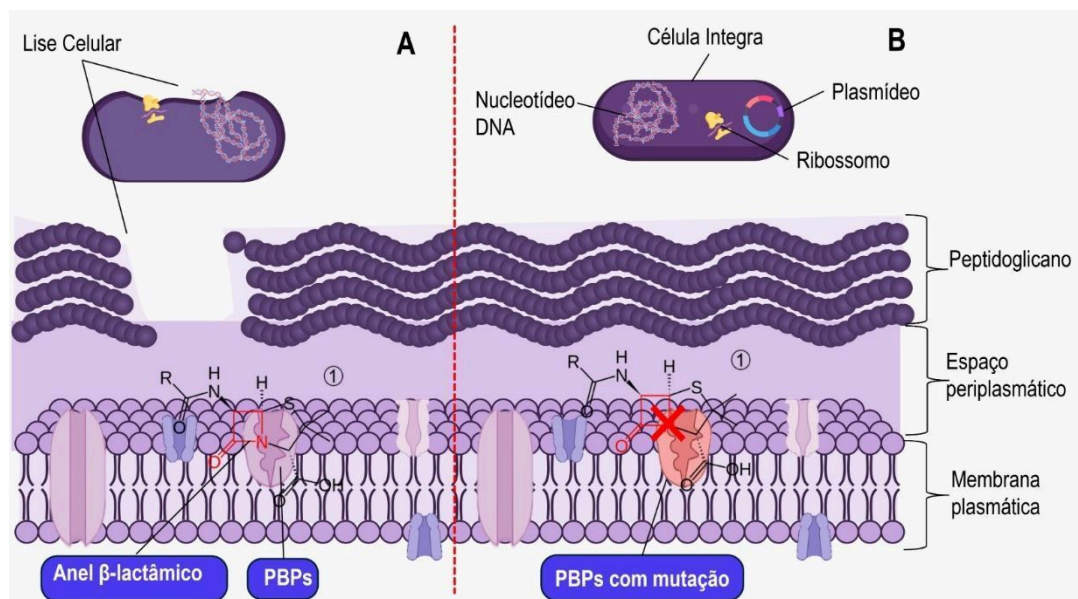 Lise Celular
A
Célula Integra
B
Nucleotídeo
DNA
Plasmídeo
Ribossomo
Peptidoglicano
Espaço
periplasmático
Membrana
plasmática
R
N
H
H
S
O
N
O
O
OH
①
R
N
H
H
S
O
O
O
OH
①
Anel β-lactâmico
PBPs
PBPs com mutação